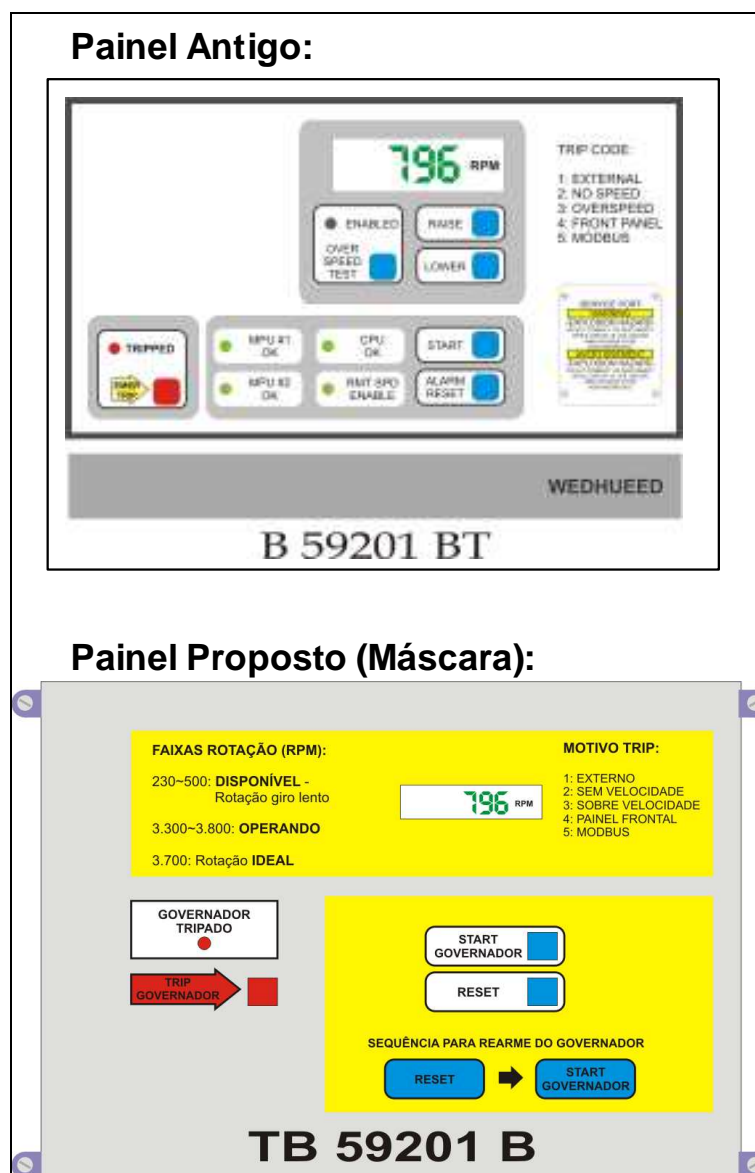 Painel Antigo:
796 RPM
TRIP CODE:
1: EXTERNAL
2: NO SPEED
3: OVERSPEED
4: FRONT PANEL
5: MODBUS
ENABLED
OVER
SPEED
TEST
RAISE
LOWER
SERVICE PORT
WARNING
EXPLOSION HAZARD
TRIPPED
TRIP
MPU #1
OK
CPU
OK
START
MPU #2
OK
RMT SPD
ENABLE
ALARM
RESET
WEDHUEED
B 59201 BT
Painel Proposto (Máscara):
FAIXAS ROTAÇÃO (RPM):
230~500: DISPONÍVEL -
Rotação giro lento
3.300~3.800: OPERANDO
3.700: Rotação IDEAL
796 RPM
MOTIVO TRIP:
1: EXTERNO
2: SEM VELOCIDADE
3: SOBRE VELOCIDADE
4: PAINEL FRONTAL
5: MODBUS
GOVERNADOR
TRIPADO
TRIP
GOVERNADOR
START
GOVERNADOR
RESET
SEQUÊNCIA PARA REARME DO GOVERNADOR
RESET
START
GOVERNADOR
TB 59201 B